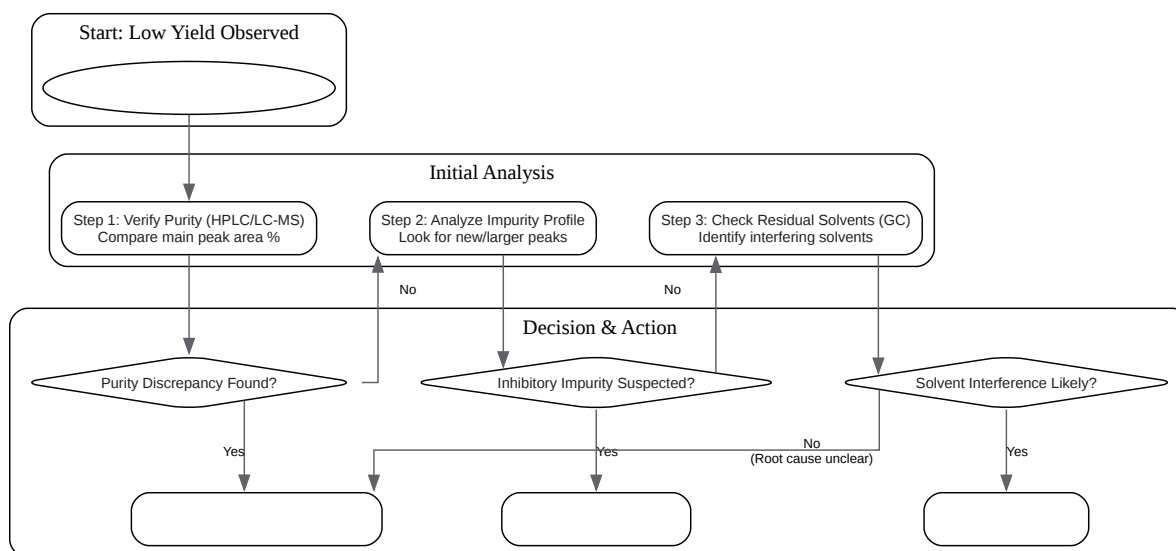 Start: Low Yield Observed
Initial Analysis
Step 1: Verify Purity (HPLC/LC-MS)
Compare main peak area %
Step 2: Analyze Impurity Profile
Look for new/larger peaks
Step 3: Check Residual Solvents (GC)
Identify interfering solvents
No
No
Decision & Action
Purity Discrepancy Found?
Inhibitory Impurity Suspected?
Solvent Interference Likely?
Yes
Yes
No
(Root cause unclear)
Yes